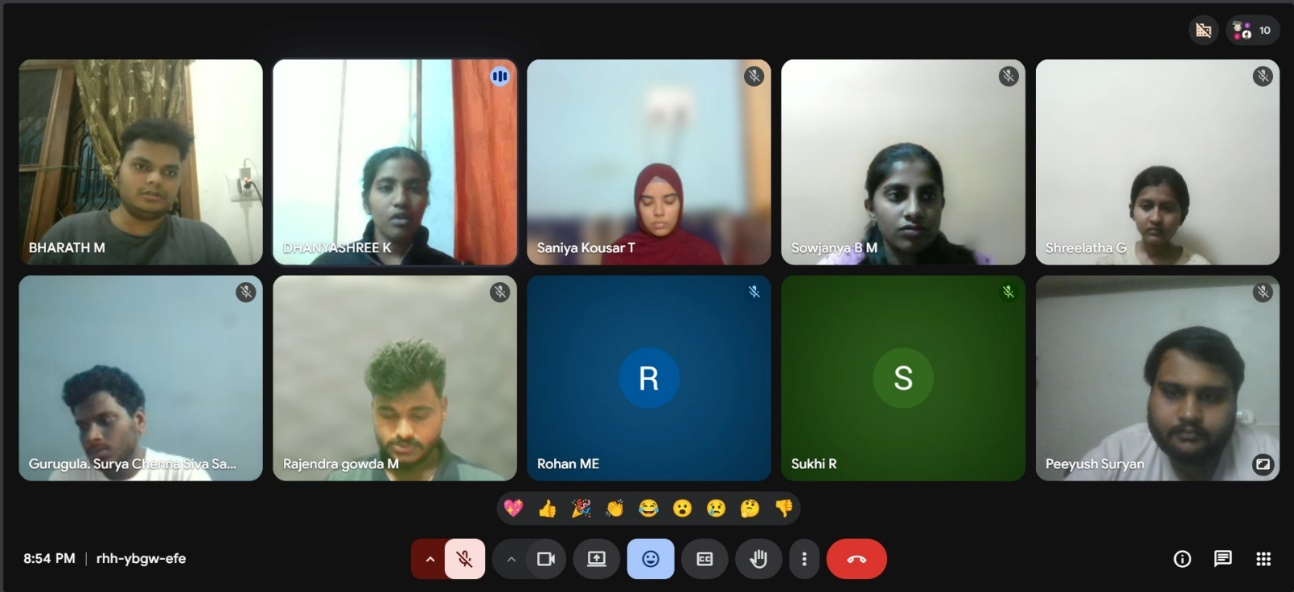 10
BHARATH M
DHANYASHREE K
Saniya Kousar T
Sowjanya B M
Shreelatha G
Gurugula. Surya Chenna Siva Sa...
Rajendra gowda M
R
Rohan ME
S
Sukhi R
Peeyush Suryan
8:54 PM | rhh-ybgw-efe
CC